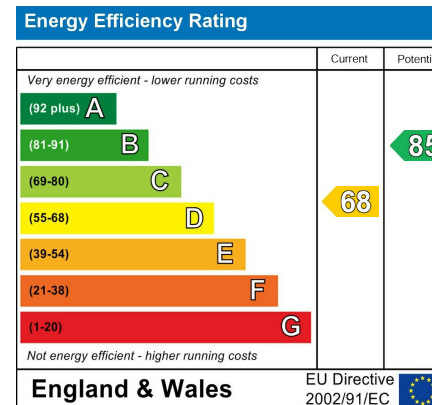 Energy Efficiency Rating
Current Potenti
Very energy efficient - lower running costs
(92 plus) A
(81-91) B
85
(69-80) C
(55-68) D
68
(39-54) E
(21-38) F
(1-20) G
Not energy efficient - higher running costs
England & Wales
EU Directive
2002/91/EC